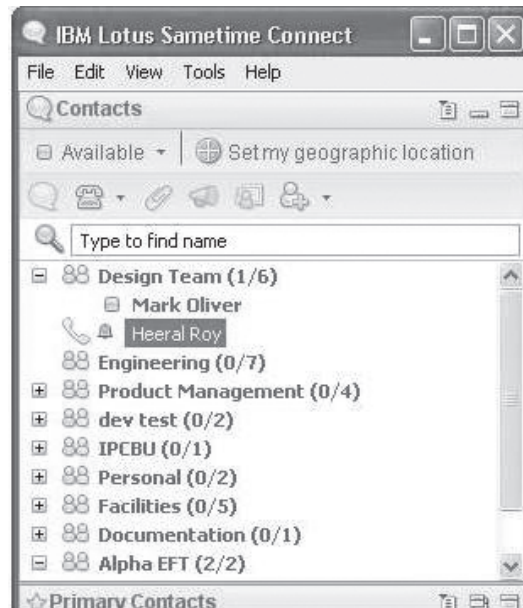 IBM Lotus Sametime Connect
File Edit View Tools Help
Contacts
Available Set my geographic location
Type to find name
Design Team (1/6)
Mark Oliver
Heeral Roy
Engineering (0/7)
Product Management (0/4)
dev test (0/2)
IPCBU (0/1)
Personal (0/2)
Facilities (0/5)
Documentation (0/1)
Alpha EFT (2/2)
Primary Contacts